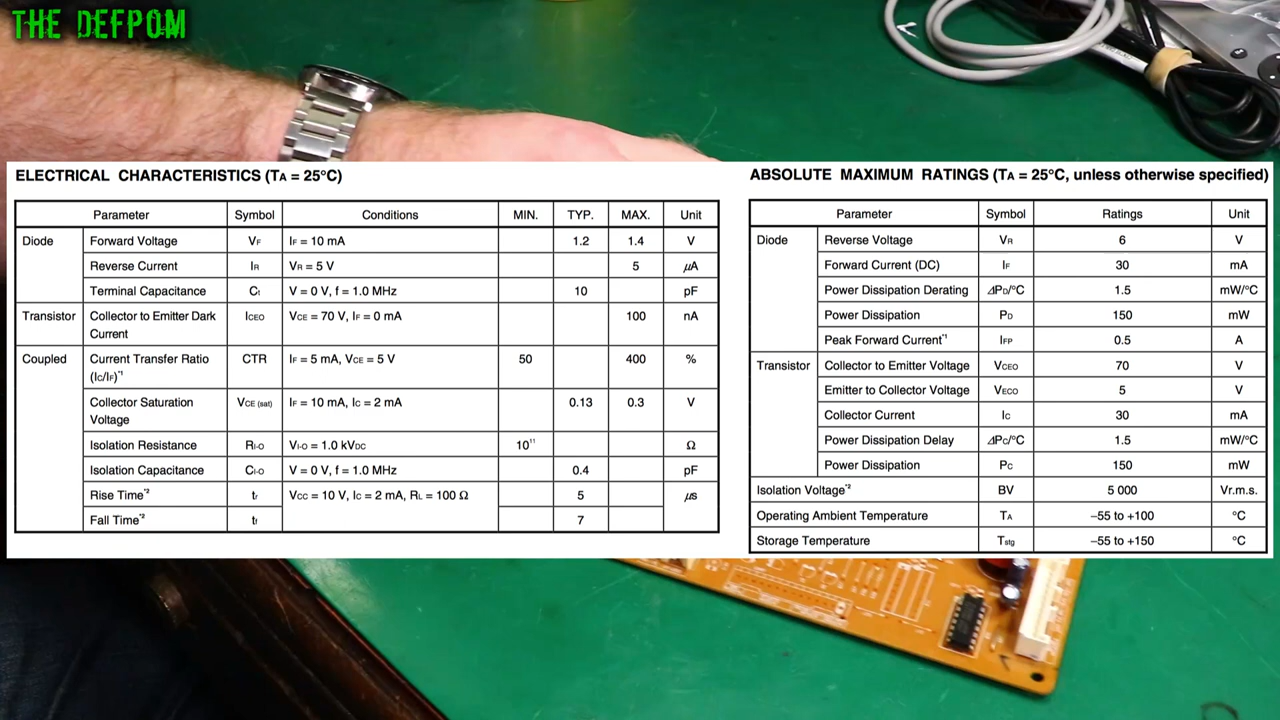 THE DEFPOM
ELECTRICAL CHARACTERISTICS (TA = 25°C)
Parameter Symbol Conditions MIN. TYP. MAX. Unit
Diode Forward Voltage VF IF = 10 mA 1.2 1.4 V
Reverse Current IR VR = 5 V 5 μA
Terminal Capacitance Ct V = 0 V, f = 1.0 MHz 10 pF
Transistor Collector to Emitter Dark ICEO VCE = 70 V, IF = 0 mA 100 nA
Current
Coupled Current Transfer Ratio CTR IF = 5 mA, VCE = 5 V 50 400 %
(IC/IF)*1
Collector Saturation VCE (sat) IF = 10 mA, IC = 2 mA 0.13 0.3 V
Voltage
Isolation Resistance RI-O VI-O = 1.0 kVDC 10¹¹ Ω
Isolation Capacitance CI-O V = 0 V, f = 1.0 MHz 0.4 pF
Rise Time*2 tr VCC = 10 V, IC = 2 mA, RL = 100 Ω 5 μs
Fall Time*2 tf 7
ABSOLUTE MAXIMUM RATINGS (TA = 25°C, unless otherwise specified)
Parameter Symbol Ratings Unit
Diode Reverse Voltage VR 6 V
Forward Current (DC) IF 30 mA
Power Dissipation Derating ΔPD/°C 1.5 mW/°C
Power Dissipation PD 150 mW
Peak Forward Current*1 IFP 0.5 A
Transistor Collector to Emitter Voltage VCEO 70 V
Emitter to Collector Voltage VECO 5 V
Collector Current IC 30 mA
Power Dissipation Delay ΔPC/°C 1.5 mW/°C
Power Dissipation PC 150 mW
Isolation Voltage*2 BV 5 000 Vr.m.s.
Operating Ambient Temperature TA –55 to +100 °C
Storage Temperature Tstg –55 to +150 °C